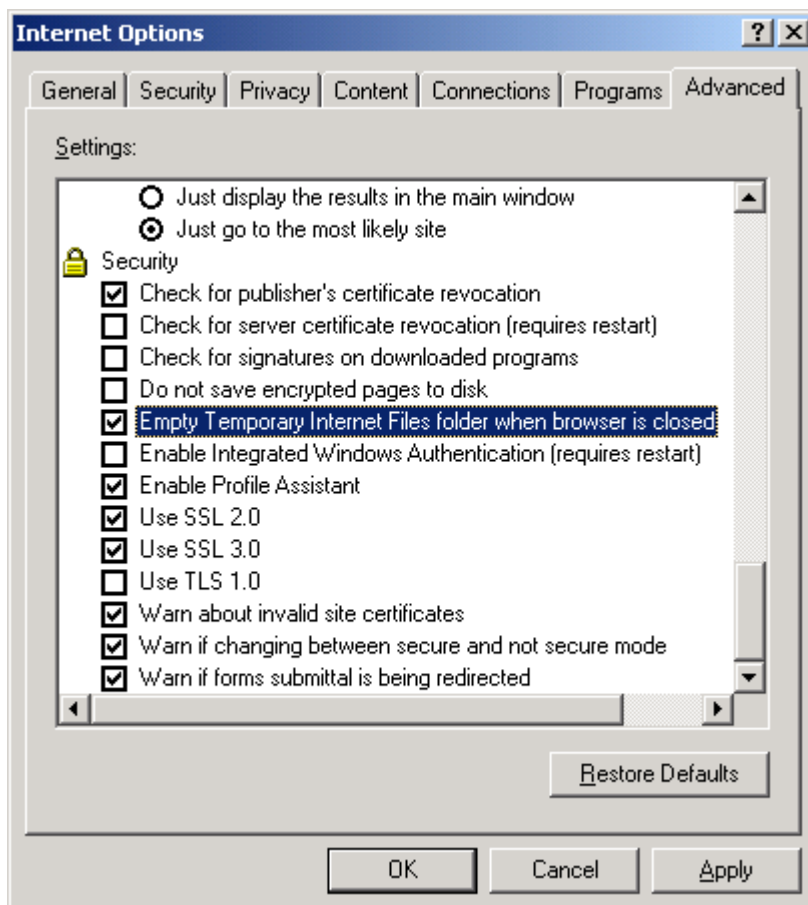 Internet Options
General Security Privacy Content Connections Programs Advanced
Settings:
Just display the results in the main window
Just go to the most likely site
Security
Check for publisher's certificate revocation
Check for server certificate revocation (requires restart)
Check for signatures on downloaded programs
Do not save encrypted pages to disk
Empty Temporary Internet Files folder when browser is closed
Enable Integrated Windows Authentication (requires restart)
Enable Profile Assistant
Use SSL 2.0
Use SSL 3.0
Use TLS 1.0
Warn about invalid site certificates
Warn if changing between secure and not secure mode
Warn if forms submittal is being redirected
Restore Defaults
OK Cancel Apply